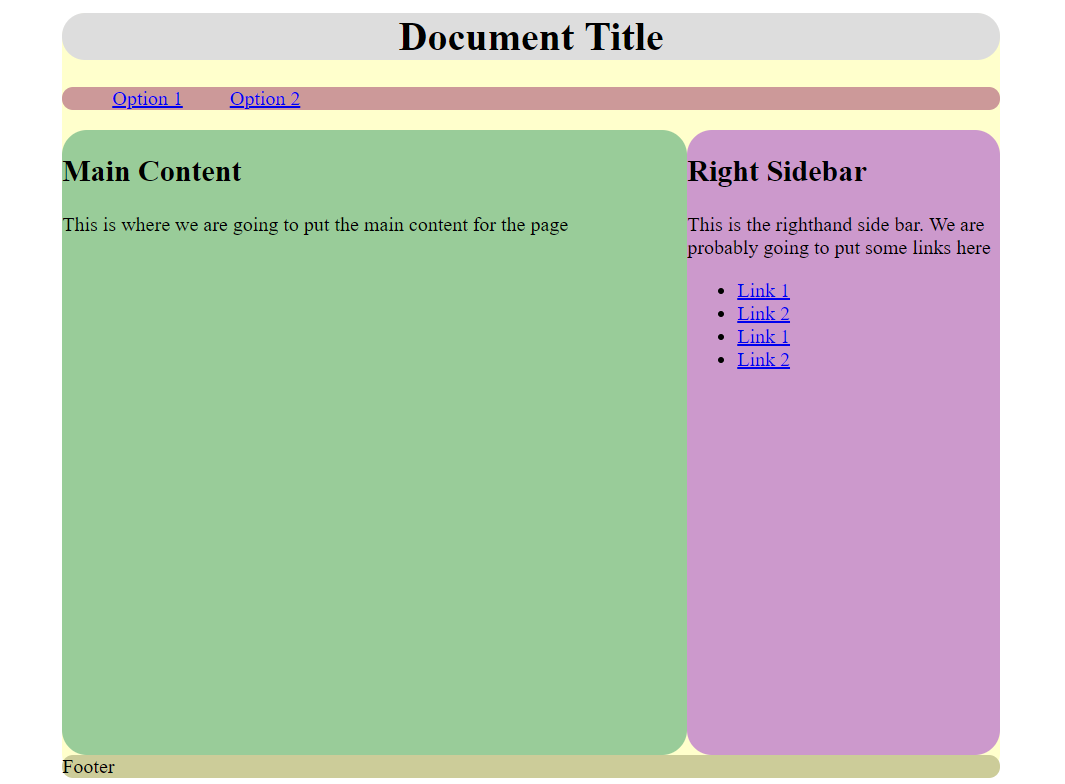 Document Title
Option 1 Option 2
Main Content
This is where we are going to put the main content for the page
Right Sidebar
This is the righthand side bar. We are
probably going to put some links here
Link 1
Link 2
Link 1
Link 2
Footer